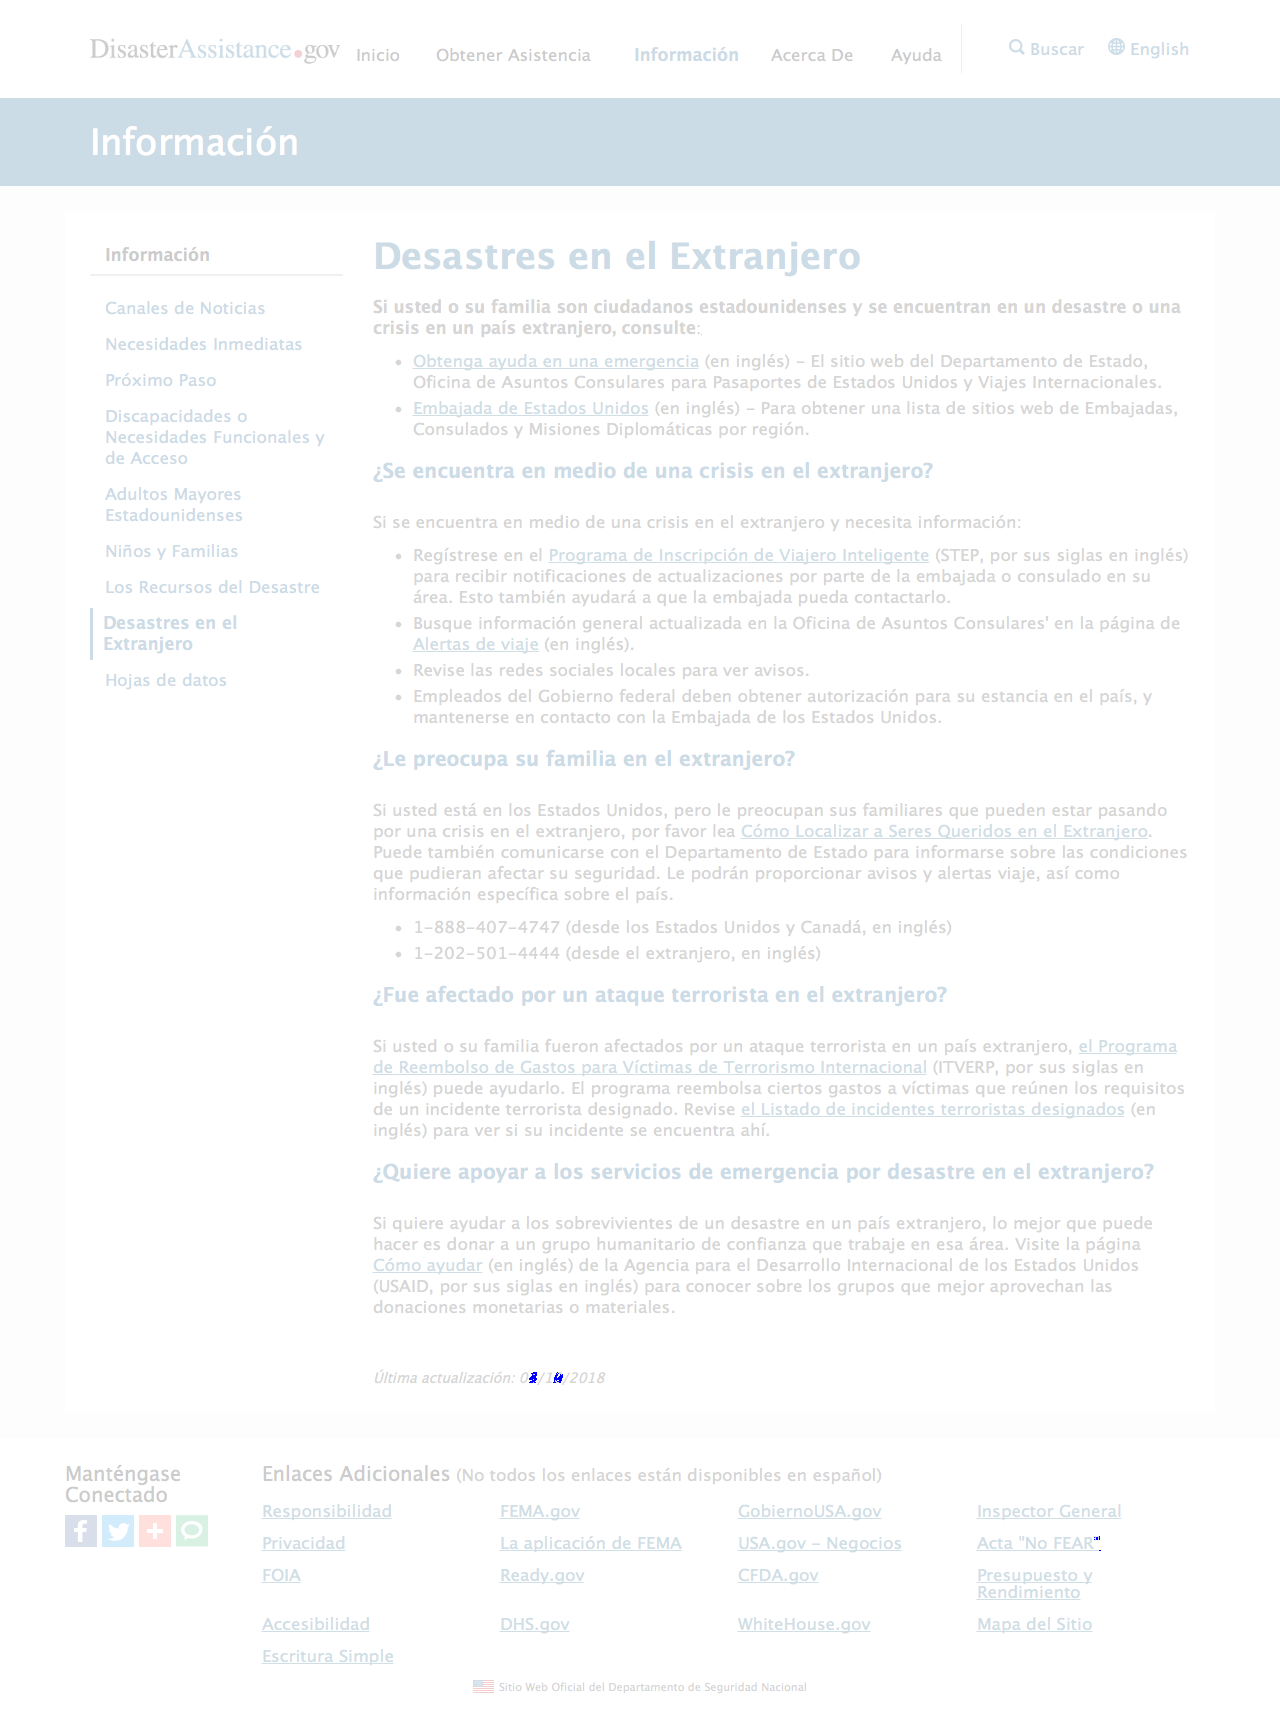 DisasterAssistance.gov
Inicio Obtener Asistencia Información Acerca De Ayuda Buscar English
Información
Información
Canales de Noticias
Necesidades Inmediatas
Próximo Paso
Discapacidades o
Necesidades Funcionales y
de Acceso
Adultos Mayores
Estadounidenses
Niños y Familias
Los Recursos del Desastre
Desastres en el
Extranjero
Hojas de datos
Desastres en el Extranjero
Si usted o su familia son ciudadanos estadounidenses y se encuentran en un desastre o una
crisis en un país extranjero, consulte:
• Obtenga ayuda en una emergencia (en inglés) - El sitio web del Departamento de Estado,
Oficina de Asuntos Consulares para Pasaportes de Estados Unidos y Viajes Internacionales.
• Embajada de Estados Unidos (en inglés) - Para obtener una lista de sitios web de Embajadas,
Consulados y Misiones Diplomáticas por región.
¿Se encuentra en medio de una crisis en el extranjero?
Si se encuentra en medio de una crisis en el extranjero y necesita información:
• Regístrese en el Programa de Inscripción de Viajero Inteligente (STEP, por sus siglas en inglés)
para recibir notificaciones de actualizaciones por parte de la embajada o consulado en su
área. Esto también ayudará a que la embajada pueda contactarlo.
• Busque información general actualizada en la Oficina de Asuntos Consulares' en la página de
Alertas de viaje (en inglés).
• Revise las redes sociales locales para ver avisos.
• Empleados del Gobierno federal deben obtener autorización para su estancia en el país, y
mantenerse en contacto con la Embajada de los Estados Unidos.
¿Le preocupa su familia en el extranjero?
Si usted está en los Estados Unidos, pero le preocupan sus familiares que pueden estar pasando
por una crisis en el extranjero, por favor lea Cómo Localizar a Seres Queridos en el Extranjero.
Puede también comunicarse con el Departamento de Estado para informarse sobre las condiciones
que pudieran afectar su seguridad. Le podrán proporcionar avisos y alertas viaje, así como
información específica sobre el país.
• 1-888-407-4747 (desde los Estados Unidos y Canadá, en inglés)
• 1-202-501-4444 (desde el extranjero, en inglés)
¿Fue afectado por un ataque terrorista en el extranjero?
Si usted o su familia fueron afectados por un ataque terrorista en un país extranjero, el Programa
de Reembolso de Gastos para Víctimas de Terrorismo Internacional (ITVERP, por sus siglas en
inglés) puede ayudarlo. El programa reembolsa ciertos gastos a víctimas que reúnen los requisitos
de un incidente terrorista designado. Revise el Listado de incidentes terroristas designados (en
inglés) para ver si su incidente se encuentra ahí.
¿Quiere apoyar a los servicios de emergencia por desastre en el extranjero?
Si quiere ayudar a los sobrevivientes de un desastre en un país extranjero, lo mejor que puede
hacer es donar a un grupo humanitario de confianza que trabaje en esa área. Visite la página
Cómo ayudar (en inglés) de la Agencia para el Desarrollo Internacional de los Estados Unidos
(USAID, por sus siglas en inglés) para conocer sobre los grupos que mejor aprovechan las
donaciones monetarias o materiales.
Última actualización:
Manténgase
Conectado
Enlaces Adicionales (No todos los enlaces están disponibles en español)
Responsibilidad FEMA.gov GobiernoUSA.gov Inspector General
Privacidad La aplicación de FEMA USA.gov - Negocios Acta "No FEAR"
FOIA Ready.gov CFDA.gov Presupuesto y
Rendimiento
Accesibilidad DHS.gov WhiteHouse.gov Mapa del Sitio
Escritura Simple
Sitio Web Oficial del Departamento de Seguridad Nacional